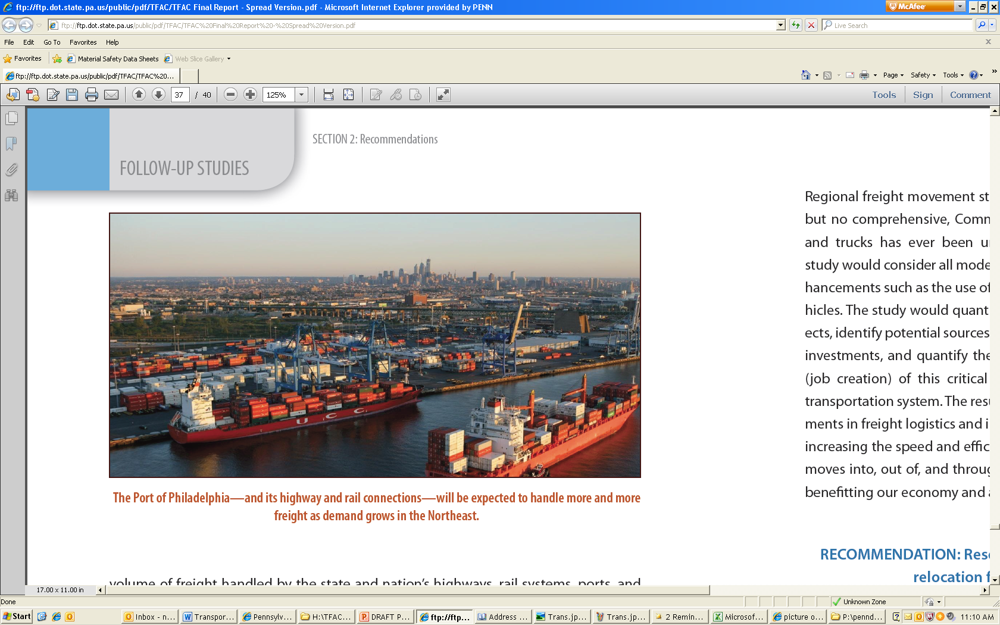 ftp://ftp.dot.state.pa.us/public/pdf/TFAC/TFAC Final Report - Spread Version.pdf - Microsoft Internet Explorer provided by PENN
McAfee
ftp://ftp.dot.state.pa.us/public/pdf/TFAC/TFAC%20Final%20Report%20-%20Spread%20Version.pdf
Live Search
File Edit Go To Favorites Help
Favorites Material Safety Data Sheets Web Slice Gallery
ftp://ftp.dot.state.pa.us/public/pdf/TFAC/TFAC%20...
Page Safety Tools
37 / 40 125% Tools Sign Comment
SECTION 2: Recommendations
FOLLOW-UP STUDIES
U C C
The Port of Philadelphia—and its highway and rail connections—will be expected to handle more and more
freight as demand grows in the Northeast.
volume of freight handled by the state and nation's highways, rail systems, ports, and
Regional freight movement st
but no comprehensive, Comm
and trucks has ever been u
study would consider all mode
hancements such as the use of
hicles. The study would quant
ects, identify potential sources
investments, and quantify the
(job creation) of this critical
transportation system. The resu
ments in freight logistics and i
increasing the speed and effic
moves into, out of, and throug
benefitting our economy and a
RECOMMENDATION: Rese
relocation f
17.00 x 11.00 in
Done Unknown Zone
Start Inbox - n... Transpor... Pennsylv... H:\TFAC... DRAFT P... ftp://ftp... Address ... Trans.jp... Trans.jp... 2 Remin... Microsof... picture o... P:\pennd... 11:10 AM